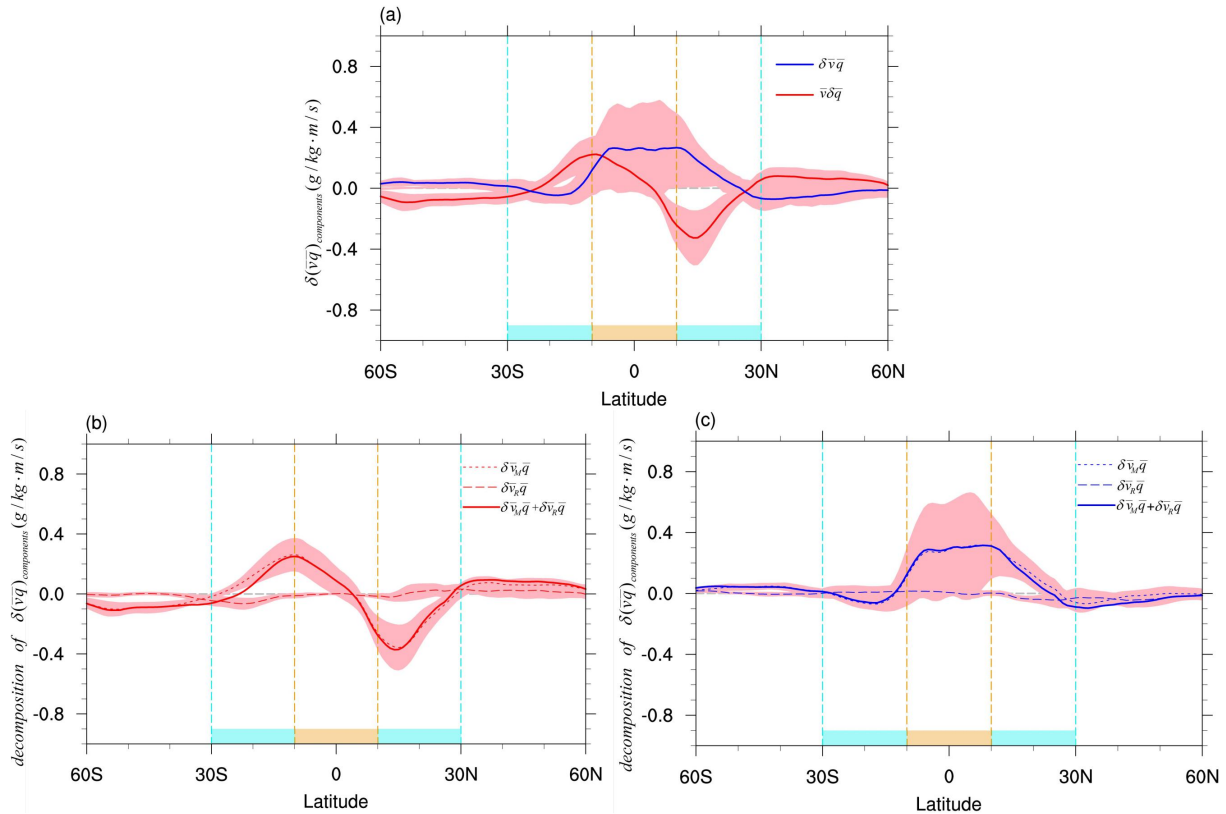 (a)
δ(v̄q̄)components (g / kg · m / s)
0.8
0.4
0.0
-0.4
-0.8
δv̄q̄
v̄δq̄
60S 30S 0 30N 60N
Latitude
(b)
decomposition of δ(v̄q̄)components (g / kg · m / s)
0.8
0.4
0.0
-0.4
-0.8
δv̄Mq̄
δv̄Rq̄
δv̄Mq̄ + δv̄Rq̄
60S 30S 0 30N 60N
Latitude
(c)
decomposition of δ(v̄q̄)components (g / kg · m / s)
0.8
0.4
0.0
-0.4
-0.8
δv̄Mq̄
δv̄Rq̄
δv̄Mq̄ + δv̄Rq̄
60S 30S 0 30N 60N
Latitude